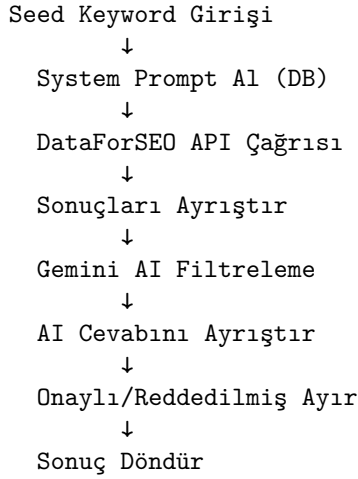 Seed Keyword Girişi
↓
System Prompt Al (DB)
↓
DataForSEO API Çağrısı
↓
Sonuçları Ayrıştır
↓
Gemini AI Filtreleme
↓
AI Cevabını Ayrıştır
↓
Onaylı/Reddedilmiş Ayır
↓
Sonuç Döndür